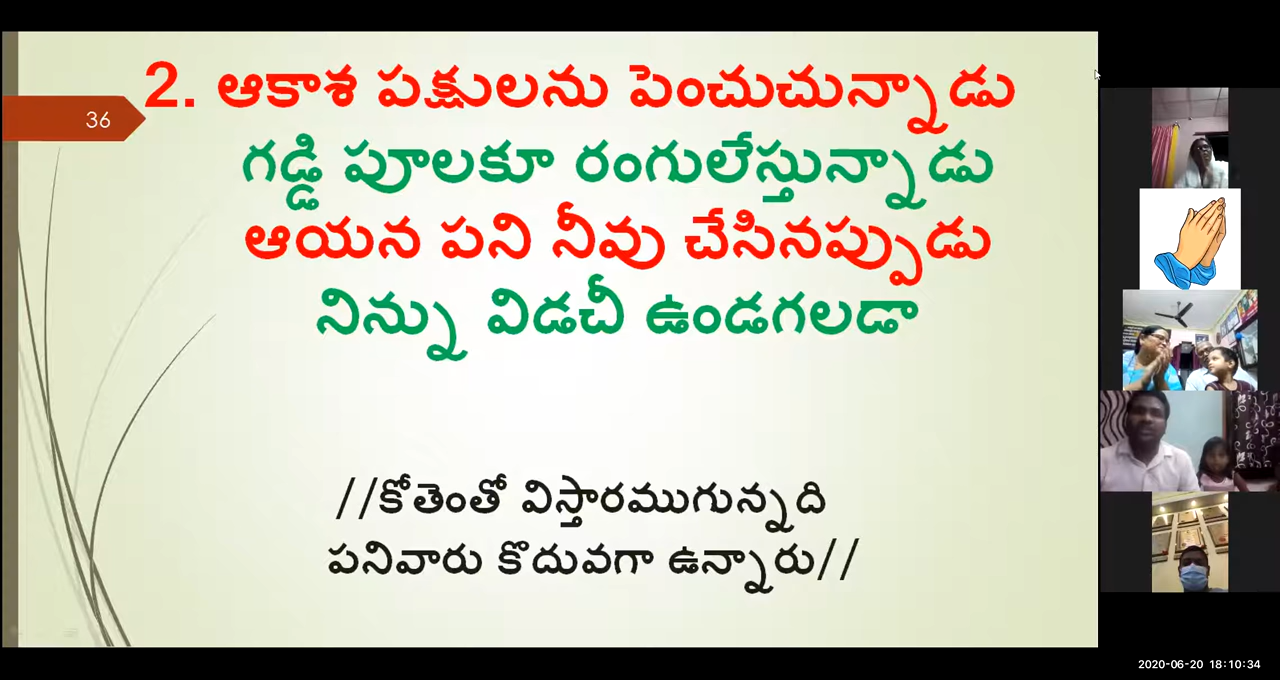 36
2. ఆకాశ పక్షులను పెంచుచున్నాడు
గడ్డి పూలకూ రంగులేస్తున్నాడు
ఆయన పని నీవు చేసినప్పుడు
నిన్ను విడచీ ఉండగలడా
//కోతెంతో విస్తారముగున్నది
పనివారు కొదువగా ఉన్నారు//
2020-06-20 18:10:34